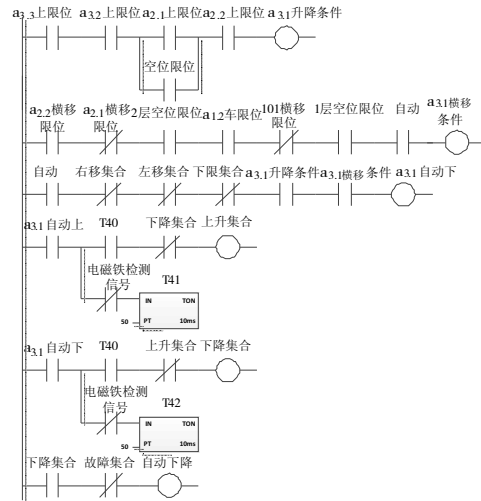 a3.3上限位 a3.2上限位 a2.1上限位 a2.2上限位 a3.1升降条件
空位限位
a2.2横移限位 a2.1横移限位 2层空位限位 a1.2车限位 101横移限位 1层空位限位 自动 a3.1横移条件
自动 右移集合 左移集合 下限集合 a3.1升降条件 a3.1横移条件 a3.1自动下
a3.1自动上 T40 下降集合 上升集合
电磁铁检测信号 T41
IN TON
50 PT 10ms
a3.1自动下 T40 上升集合 下降集合
电磁铁检测信号 T42
IN TON
50 PT 10ms
下降集合 故障集合 自动下降